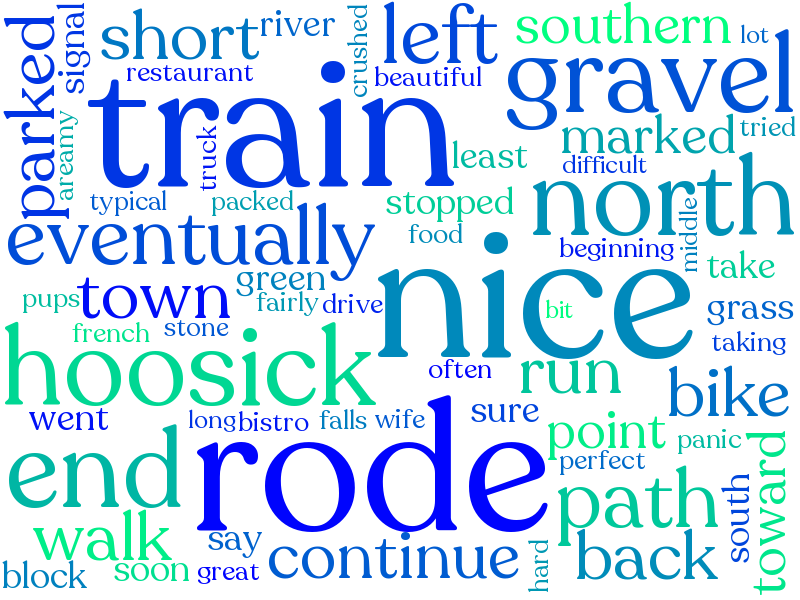 parked
signal
short
river
crushed
left
southern
lot
restaurant
beautiful
gravel
train
areamy
truck
least
marked
tried
difficult
typical
packed
stopped
north
eventually
food
beginning
middle
nice
take
green
pups
town
fairly
drive
bit
grass
french
stone
taking
hoosick
often
run
bike
went
long
bistro
falls
wife
sure
point
panic
rode
perfect
toward
end
path
south
walk
say
continue
hard
back
block
soon
great